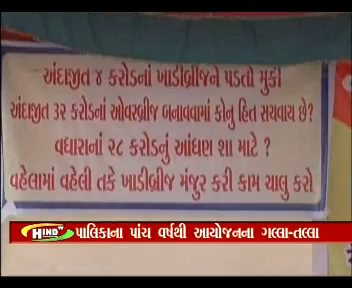 અંદાજીત ૪ કરોડનાં ખાડીબ્રીજને પડતો મુકી
અંદાજીત ૩૨ કરોડનાં ઓવરબ્રીજ બનાવવામાં કોનુ હિત સચવાય છે?
વધારાનાં ૨૮ કરોડનું આંધણ શા માટે ?
વહેલામાં વહેલી તકે ખાડીબ્રીજ મંજુર કરી કામ ચાલુ કરો
HIND TV પાલિકાના પાંચ વર્ષથી આયોજનના ગલ્લા-તલ્લા